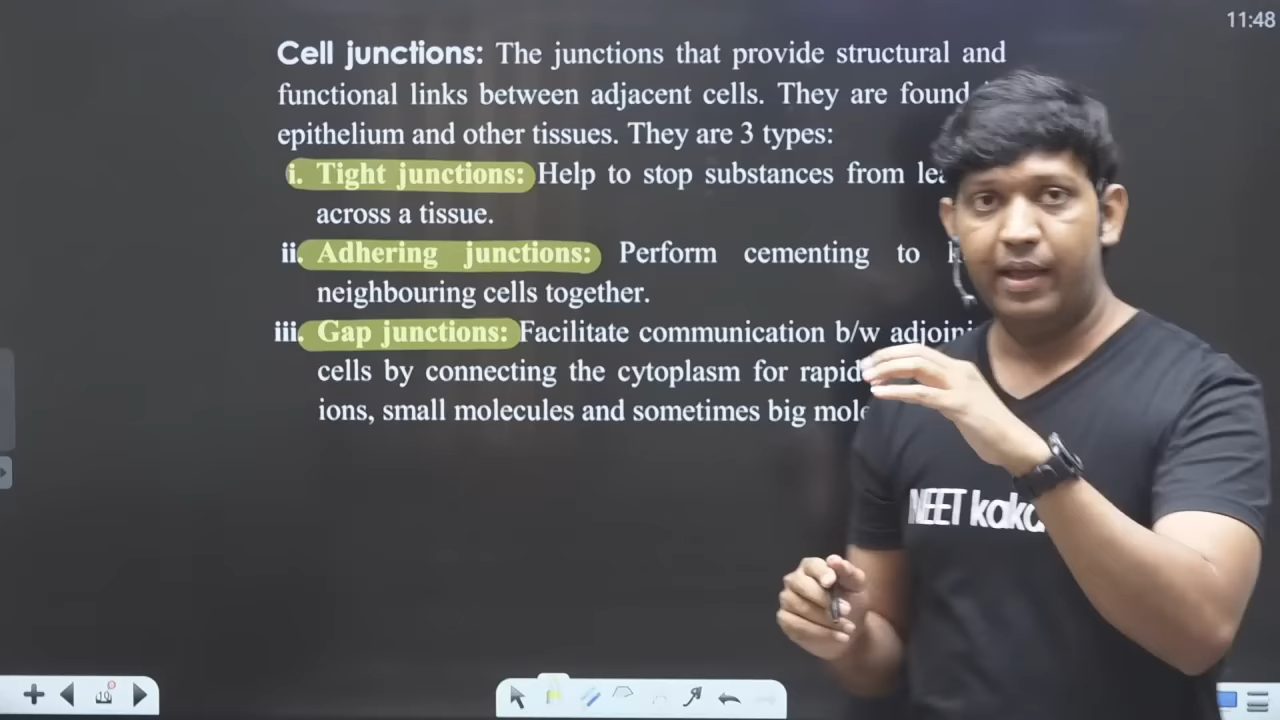 11:48
Cell junctions: The junctions that provide structural and
functional links between adjacent cells. They are found
epithelium and other tissues. They are 3 types:
i. Tight junctions: Help to stop substances from
across a tissue.
ii. Adhering junctions: Perform cementing to
neighbouring cells together.
iii. Gap junctions: Facilitate communication b/w
cells by connecting the cytoplasm for rapid
ions, small molecules and sometimes big
NEET kaka
10